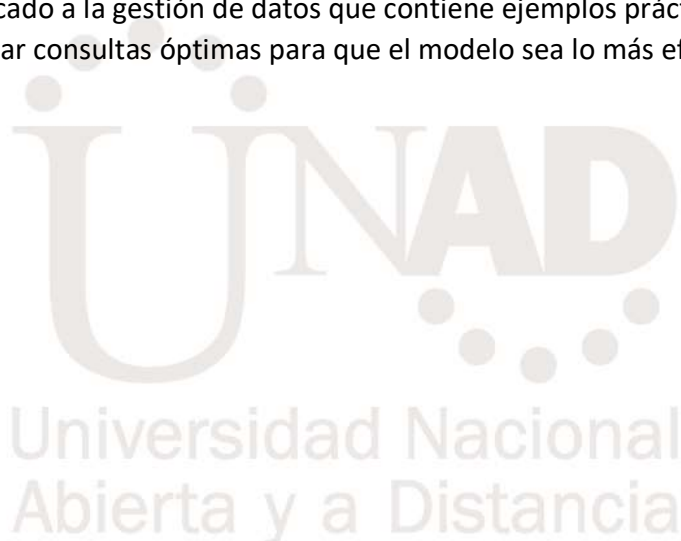 cado a la gestión de datos que contiene ejemplos práct
ar consultas óptimas para que el modelo sea lo más ef
UNAD
Universidad Nacional
Abierta y a Distancia